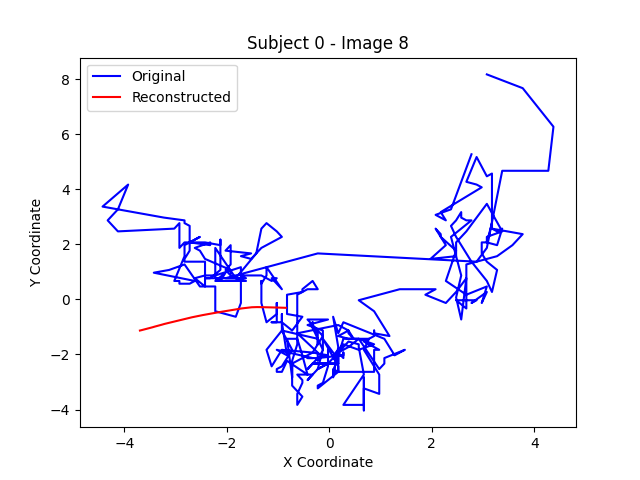 Subject 0 - Image 8
Original
Reconstructed
Y Coordinate
8
6
4
2
0
−2
−4
−4
−2
0
2
4
X Coordinate